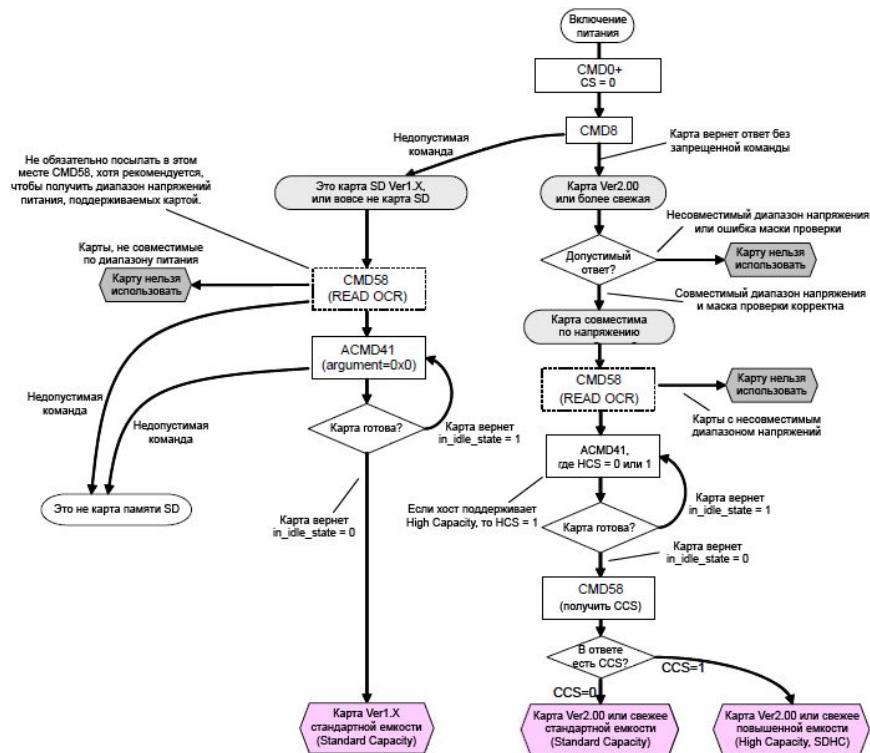 Включение
питания
CMD0+
CS = 0
CMD8
Недопустимая
команда
Карта вернет ответ без
запрещенной команды
Не обязательно посылать в этом
месте CMD58, хотя рекомендуется,
чтобы получить диапазон напряжений
питания, поддерживаемых картой.
Это карта SD Ver1.X,
или вовсе не карта SD
Карта Ver2.00
или более свежая
Несовместимый диапазон напряжения
или ошибка маски проверки
Карты, не совместимые
по диапазону питания
Карту нельзя
использовать
CMD58
(READ OCR)
Допустимый
ответ?
Карту нельзя
использовать
Совместимый диапазон напряжения
и маска проверки корректна
Карта совместима
по напряжению
ACMD41
(argument=0x0)
CMD58
(READ OCR)
Карту нельзя
использовать
Недопустимая
команда
Недопустимая
команда
Карта готова?
Карта вернет
in_idle_state = 1
Карты с несовместимым
диапазоном напряжений
ACMD41,
где HCS = 0 или 1
Это не карта памяти SD
Карта вернет
in_idle_state = 0
Если хост поддерживает
High Capacity, то HCS = 1
Карта готова?
Карта вернет
in_idle_state = 1
Карта вернет
in_idle_state = 0
CMD58
(получить CCS)
В ответе
есть CCS?
CCS=0
CCS=1
Карта Ver1.X
стандартной емкости
(Standard Capacity)
Карта Ver2.00 или свежее
стандартной емкости
(Standard Capacity)
Карта Ver2.00 или свежее
повышенной емкости
(High Capacity, SDHC)